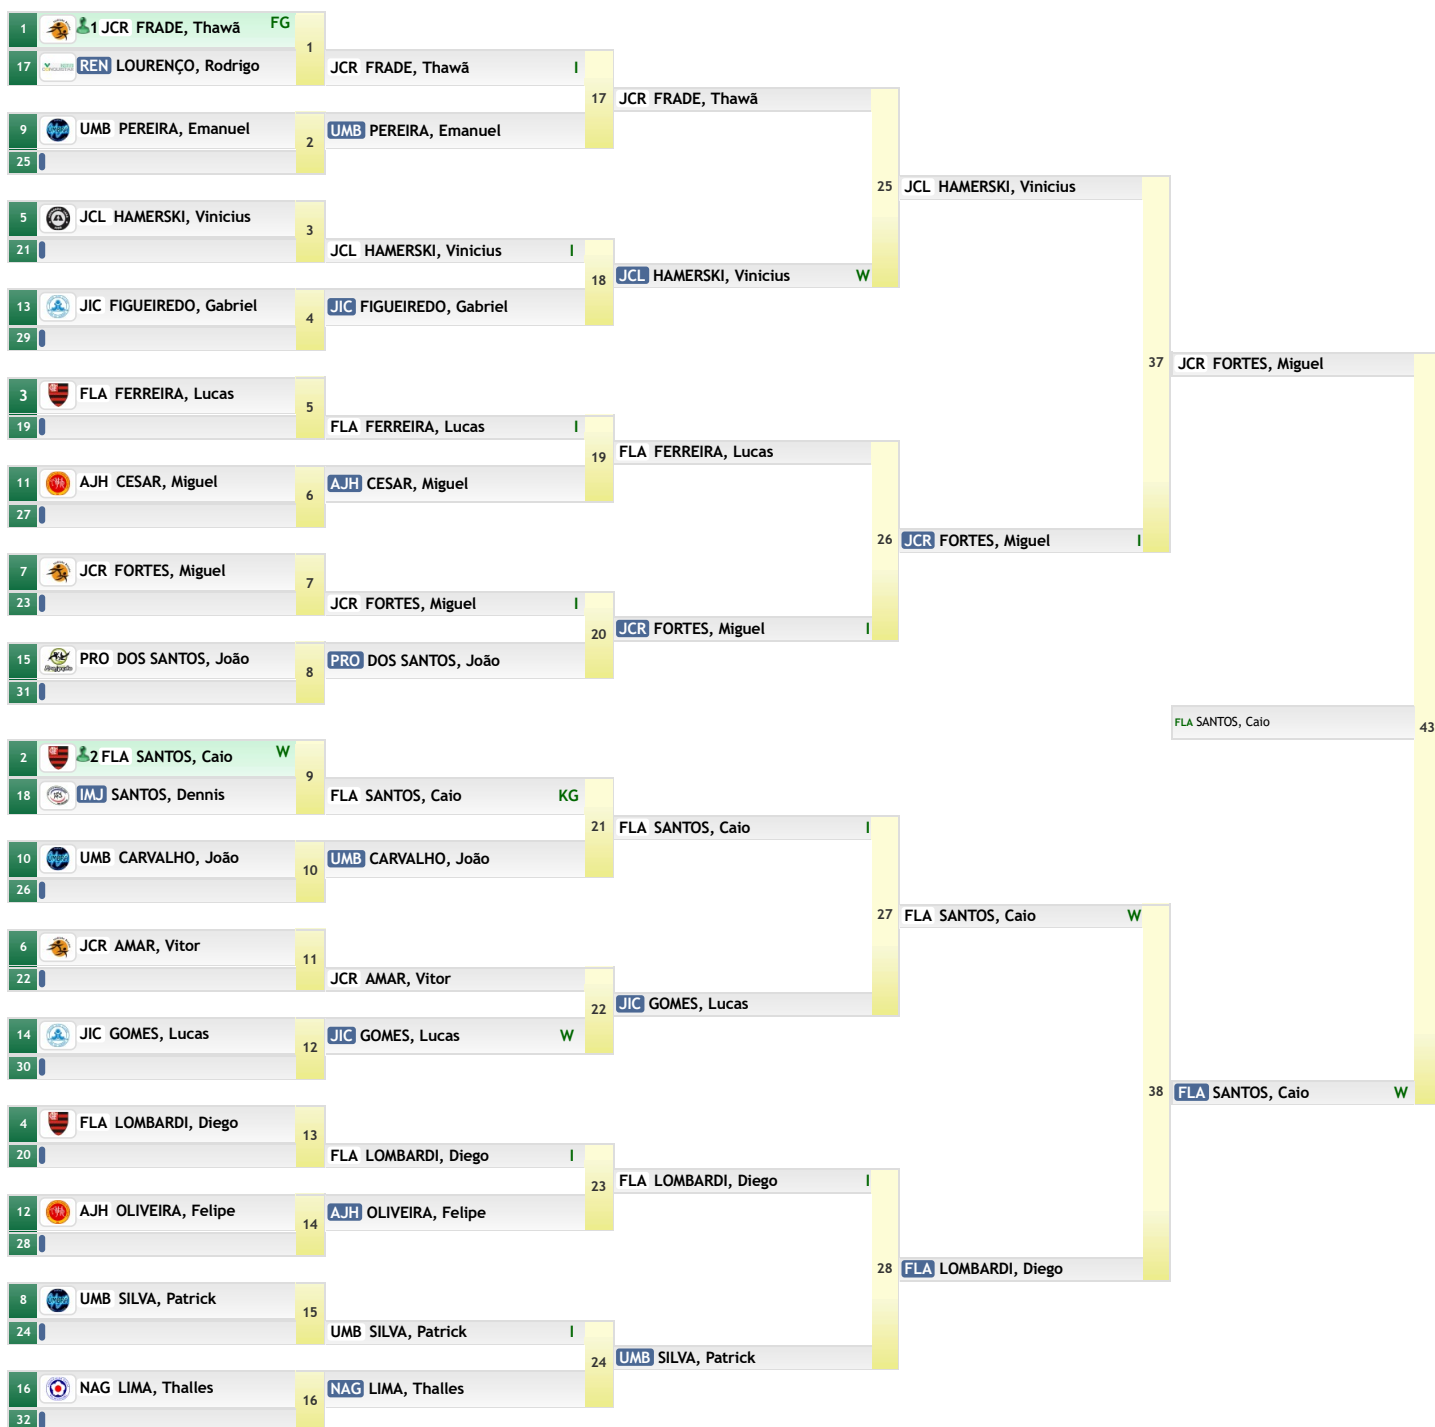 1 1 JCR FRADE, Thawã FG
1
17 REN LOURENÇO, Rodrigo
JCR FRADE, Thawã I
17
JCR FRADE, Thawã
9 UMB PEREIRA, Emanuel
2
UMB PEREIRA, Emanuel
25
25
JCL HAMERSKI, Vinicius
5 JCL HAMERSKI, Vinicius
3
21
JCL HAMERSKI, Vinicius I
18
JCL HAMERSKI, Vinicius W
13 JIC FIGUEIREDO, Gabriel
4
JIC FIGUEIREDO, Gabriel
29
37
JCR FORTES, Miguel
3 FLA FERREIRA, Lucas
5
19
FLA FERREIRA, Lucas I
19
FLA FERREIRA, Lucas
11 AJH CESAR, Miguel
6
AJH CESAR, Miguel
27
26
JCR FORTES, Miguel I
7 JCR FORTES, Miguel
7
23
JCR FORTES, Miguel I
20
JCR FORTES, Miguel I
15 PRO DOS SANTOS, João
8
PRO DOS SANTOS, João
31
FLA SANTOS, Caio
43
2 2 FLA SANTOS, Caio W
9
18 IMJ SANTOS, Dennis
FLA SANTOS, Caio KG
21
FLA SANTOS, Caio I
10 UMB CARVALHO, João
10
UMB CARVALHO, João
26
27
FLA SANTOS, Caio W
6 JCR AMAR, Vitor
11
22
JCR AMAR, Vitor
22
JIC GOMES, Lucas
14 JIC GOMES, Lucas
12
JIC GOMES, Lucas W
30
38
FLA SANTOS, Caio W
4 FLA LOMBARDI, Diego
13
20
FLA LOMBARDI, Diego I
23
FLA LOMBARDI, Diego I
12 AJH OLIVEIRA, Felipe
14
AJH OLIVEIRA, Felipe
28
28
FLA LOMBARDI, Diego
8 UMB SILVA, Patrick
15
24
UMB SILVA, Patrick I
24
UMB SILVA, Patrick
16 NAG LIMA, Thalles
16
NAG LIMA, Thalles
32